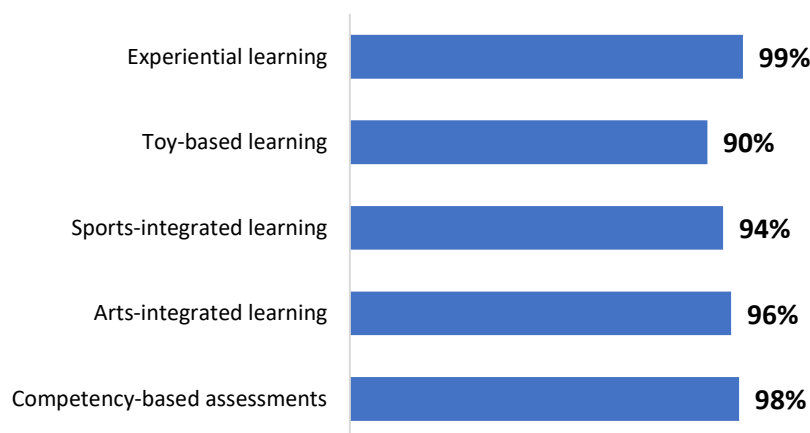 Experiential learning 99%
Toy-based learning 90%
Sports-integrated learning 94%
Arts-integrated learning 96%
Competency-based assessments 98%